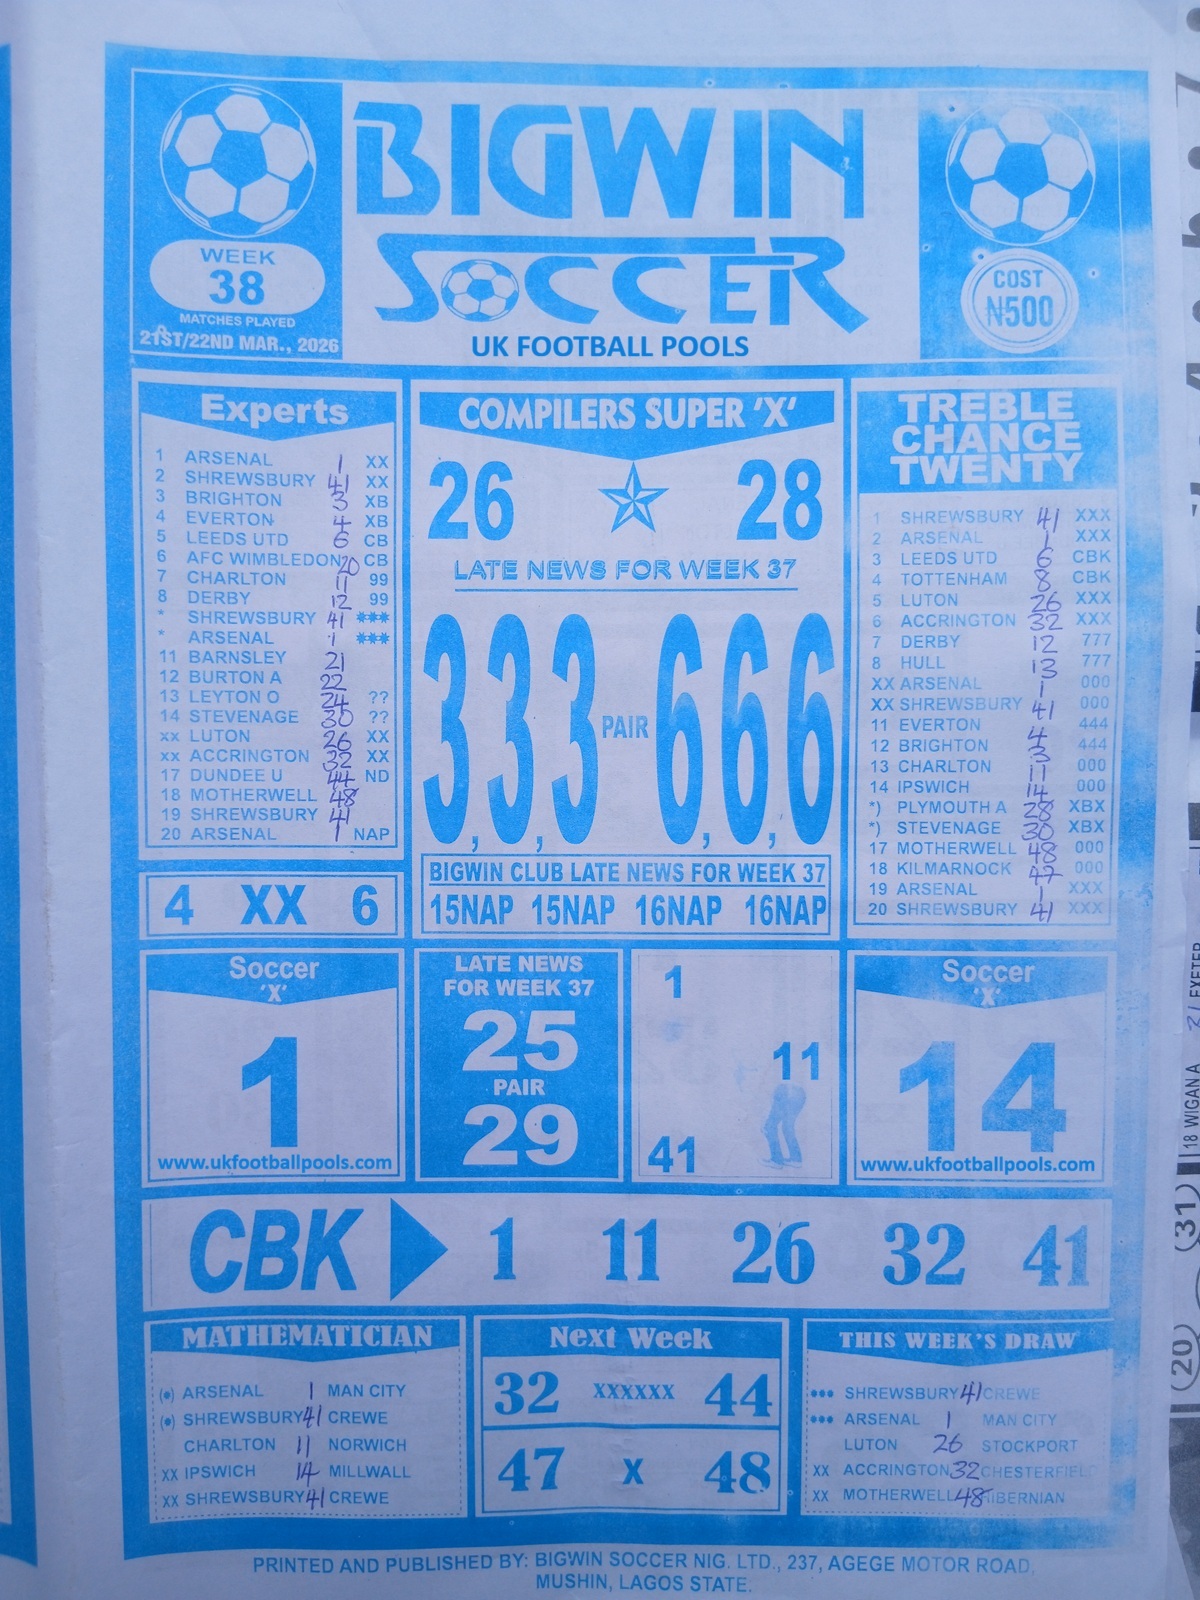 BIGWIN
SOCCER
UK FOOTBALL POOLS
WEEK
38
MATCHES PLAYED
21ST/22ND MAR., 2026
COST
₦500
Experts
1 ARSENAL 1 XX
2 SHREWSBURY 41 XX
3 BRIGHTON 3 XB
4 EVERTON 4 XB
5 LEEDS UTD 6 CB
6 AFC WIMBLEDON 20 CB
7 CHARLTON 11 99
8 DERBY 12 99
* SHREWSBURY 41 ***
* ARSENAL 1 ***
11 BARNSLEY 21
12 BURTON A 22
13 LEYTON O 24 ??
14 STEVENAGE 30 ??
xx LUTON 26 XX
xx ACCRINGTON 32 XX
17 DUNDEE U 44 ND
18 MOTHERWELL 48
19 SHREWSBURY 41
20 ARSENAL 1 NAP
4 XX 6
COMPILERS SUPER 'X'
26 28
LATE NEWS FOR WEEK 37
3,3,3 PAIR 6,6,6
BIGWIN CLUB LATE NEWS FOR WEEK 37
15NAP 15NAP 16NAP 16NAP
TREBLE
CHANCE
TWENTY
1 SHREWSBURY 41 XXX
2 ARSENAL 1 XXX
3 LEEDS UTD 6 CBK
4 TOTTENHAM 8 CBK
5 LUTON 26 XXX
6 ACCRINGTON 32 XXX
7 DERBY 12 777
8 HULL 13 777
XX ARSENAL 1 000
XX SHREWSBURY 41 000
11 EVERTON 4 444
12 BRIGHTON 3 444
13 CHARLTON 11 000
14 IPSWICH 14 000
*) PLYMOUTH A 28 XBX
*) STEVENAGE 30 XBX
17 MOTHERWELL 48 000
18 KILMARNOCK 47 000
19 ARSENAL 1 XXX
20 SHREWSBURY 41 XXX
Soccer
'X'
1
www.ukfootballpools.com
LATE NEWS
FOR WEEK 37
25
PAIR
29
1
11
41
Soccer
'X'
14
www.ukfootballpools.com
CBK 1 11 26 32 41
MATHEMATICIAN
(•) ARSENAL 1 MAN CITY
(•) SHREWSBURY 41 CREWE
CHARLTON 11 NORWICH
XX IPSWICH 14 MILLWALL
XX SHREWSBURY 41 CREWE
Next Week
32 XXXXXX 44
47 X 48
THIS WEEK'S DRAW
••• SHREWSBURY 41 CREWE
••• ARSENAL 1 MAN CITY
LUTON 26 STOCKPORT
XX ACCRINGTON 32 CHESTERFIELD
XX MOTHERWELL 48 HIBERNIAN
PRINTED AND PUBLISHED BY: BIGWIN SOCCER NIG. LTD., 237, AGEGE MOTOR ROAD,
MUSHIN, LAGOS STATE.
18 WIGAN A 21 EXETER
(31)
(20)